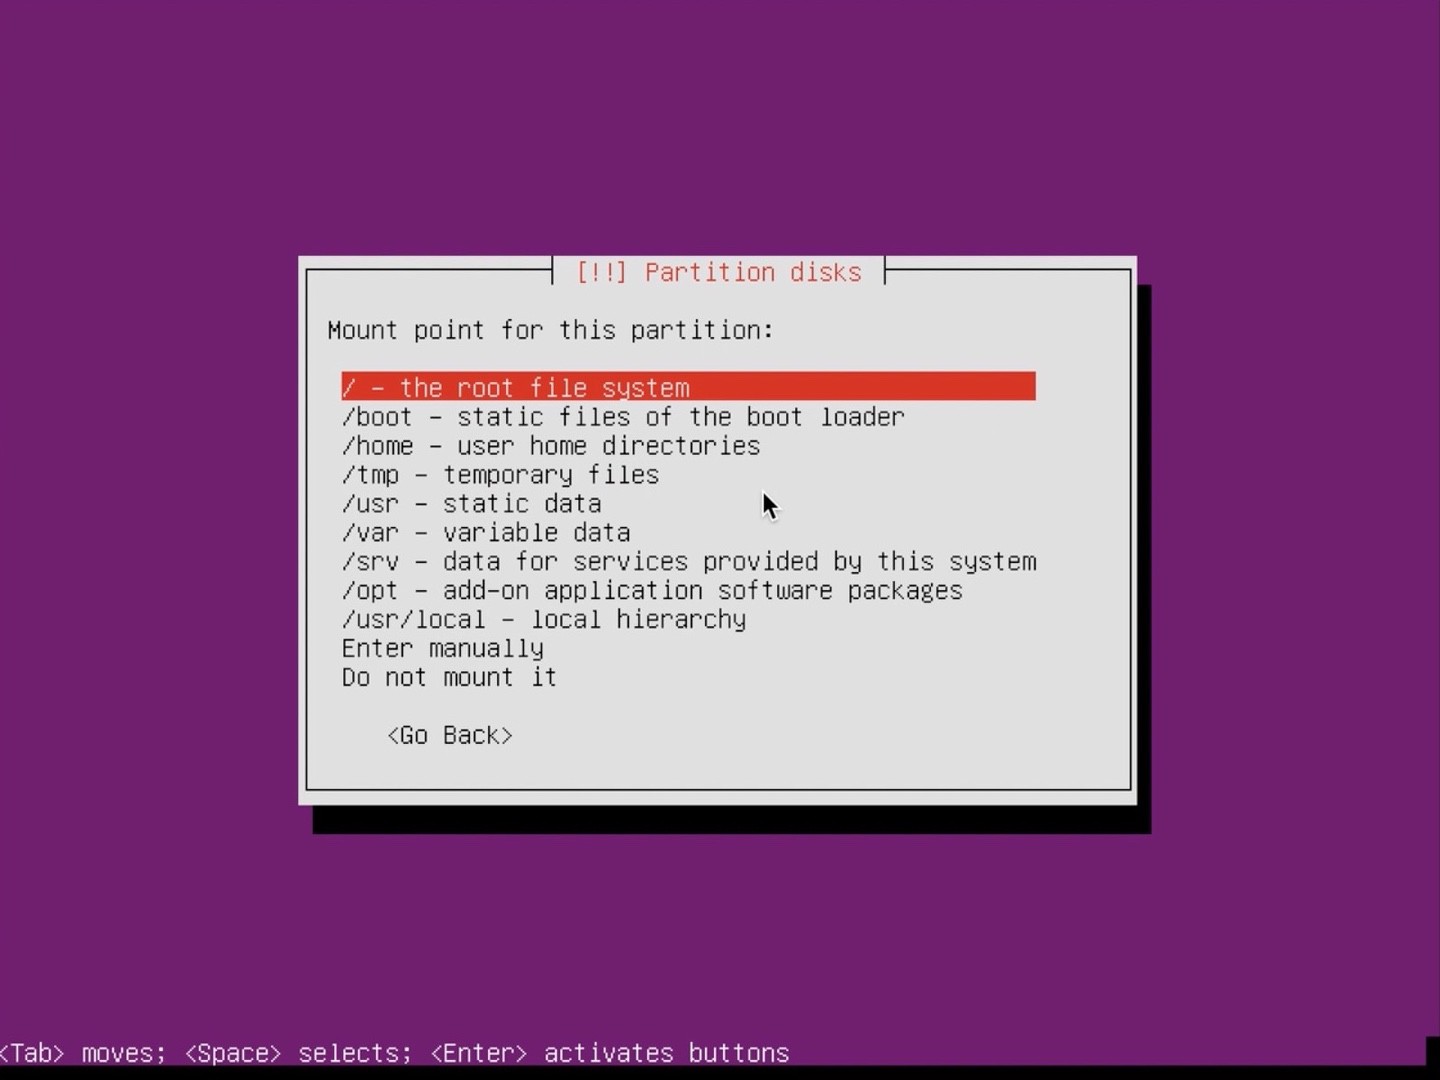 [!!] Partition disks
Mount point for this partition:
/ - the root file system
/boot - static files of the boot loader
/home - user home directories
/tmp - temporary files
/usr - static data
/var - variable data
/srv - data for services provided by this system
/opt - add-on application software packages
/usr/local - local hierarchy
Enter manually
Do not mount it
<Go Back>
<Tab> moves; <Space> selects; <Enter> activates buttons